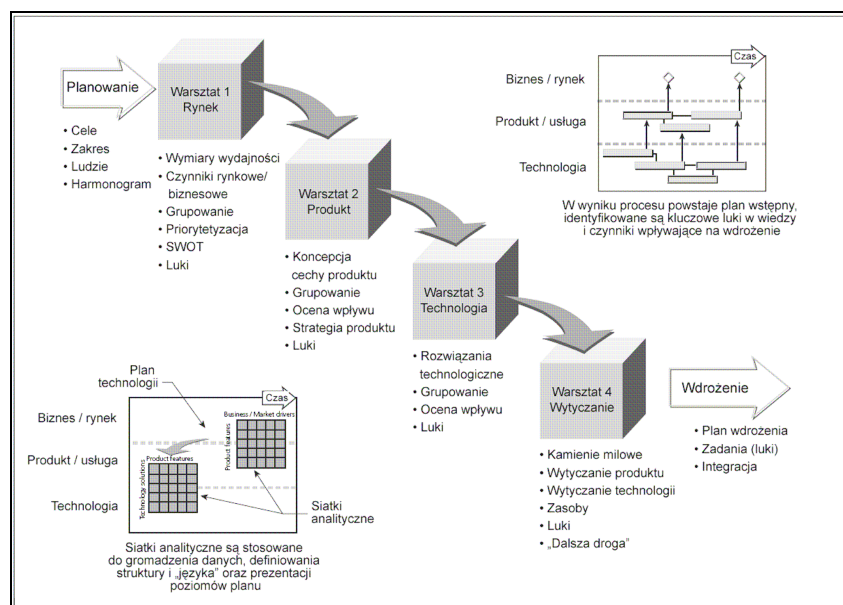 Planowanie
• Cele
• Zakres
• Ludzie
• Harmonogram
Warsztat 1
Rynek
• Wymiary wydajności
• Czynniki rynkowe/
biznesowe
• Grupowanie
• Priorytetyzacja
• SWOT
• Luki
Warsztat 2
Produkt
• Koncepcja
cechy produktu
• Grupowanie
• Ocena wpływu
• Strategia produktu
• Luki
Warsztat 3
Technologia
• Rozwiązania
technologiczne
• Grupowanie
• Ocena wpływu
• Luki
Warsztat 4
Wytyczanie
• Kamienie milowe
• Wytyczanie produktu
• Wytyczanie technologii
• Zasoby
• Luki
• „Dalsza droga”
Wdrożenie
• Plan wdrożenia
• Zadania (luki)
• Integracja
Czas
Biznes / rynek
Produkt / usługa
Technologia
W wyniku procesu powstaje plan wstępny,
identyfikowane są kluczowe luki w wiedzy
i czynniki wpływające na wdrożenie
Plan
technologii
Czas
Biznes / rynek
Produkt / usługa
Technologia
Business / Market drivers
Product features
Product features
Technology solutions
Siatki
analityczne
Siatki analityczne są stosowane
do gromadzenia danych, definiowania
struktury i „języka” oraz prezentacji
poziomów planu